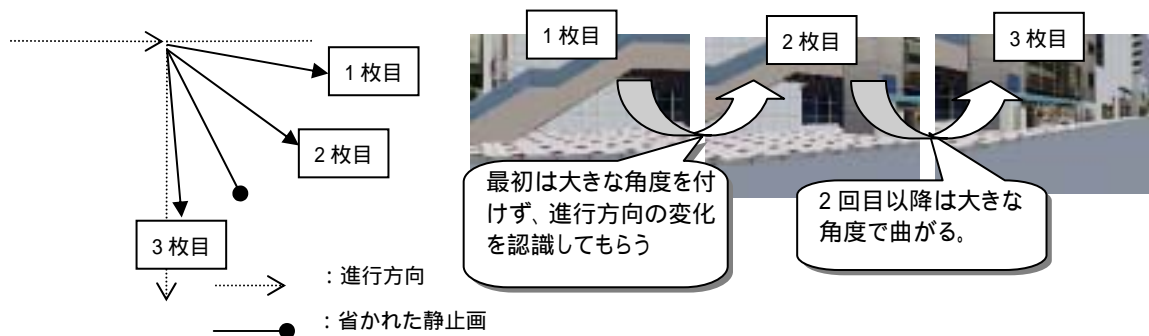 1 枚目
2 枚目
3 枚目
：進行方向
：省かれた静止画
1 枚目
2 枚目
3 枚目
最初は大きな角度を付
けず、進行方向の変化
を認識してもらう
2 回目以降は大きな
角度で曲がる。